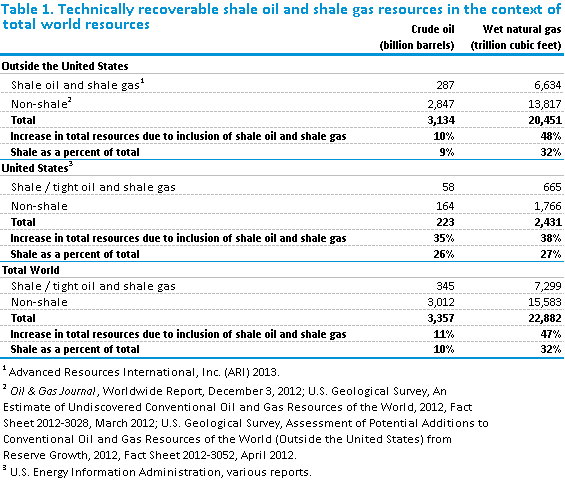 Table 1. Technically recoverable shale oil and shale gas resources in the context of
total world resources
Crude oil Wet natural gas
(billion barrels) (trillion cubic feet)
Outside the United States
Shale oil and shale gas¹ 287 6,634
Non-shale² 2,847 13,817
Total 3,134 20,451
Increase in total resources due to inclusion of shale oil and shale gas 10% 48%
Shale as a percent of total 9% 32%
United States³
Shale / tight oil and shale gas 58 665
Non-shale 164 1,766
Total 223 2,431
Increase in total resources due to inclusion of shale oil and shale gas 35% 38%
Shale as a percent of total 26% 27%
Total World
Shale / tight oil and shale gas 345 7,299
Non-shale 3,012 15,583
Total 3,357 22,882
Increase in total resources due to inclusion of shale oil and shale gas 11% 47%
Shale as a percent of total 10% 32%
¹ Advanced Resources International, Inc. (ARI) 2013.
² Oil & Gas Journal, Worldwide Report, December 3, 2012; U.S. Geological Survey, An
Estimate of Undiscovered Conventional Oil and Gas Resources of the World, 2012, Fact
Sheet 2012-3028, March 2012; U.S. Geological Survey, Assessment of Potential Additions to
Conventional Oil and Gas Resources of the World (Outside the United States) from
Reserve Growth, 2012, Fact Sheet 2012-3052, April 2012.
³ U.S. Energy Information Administration, various reports.